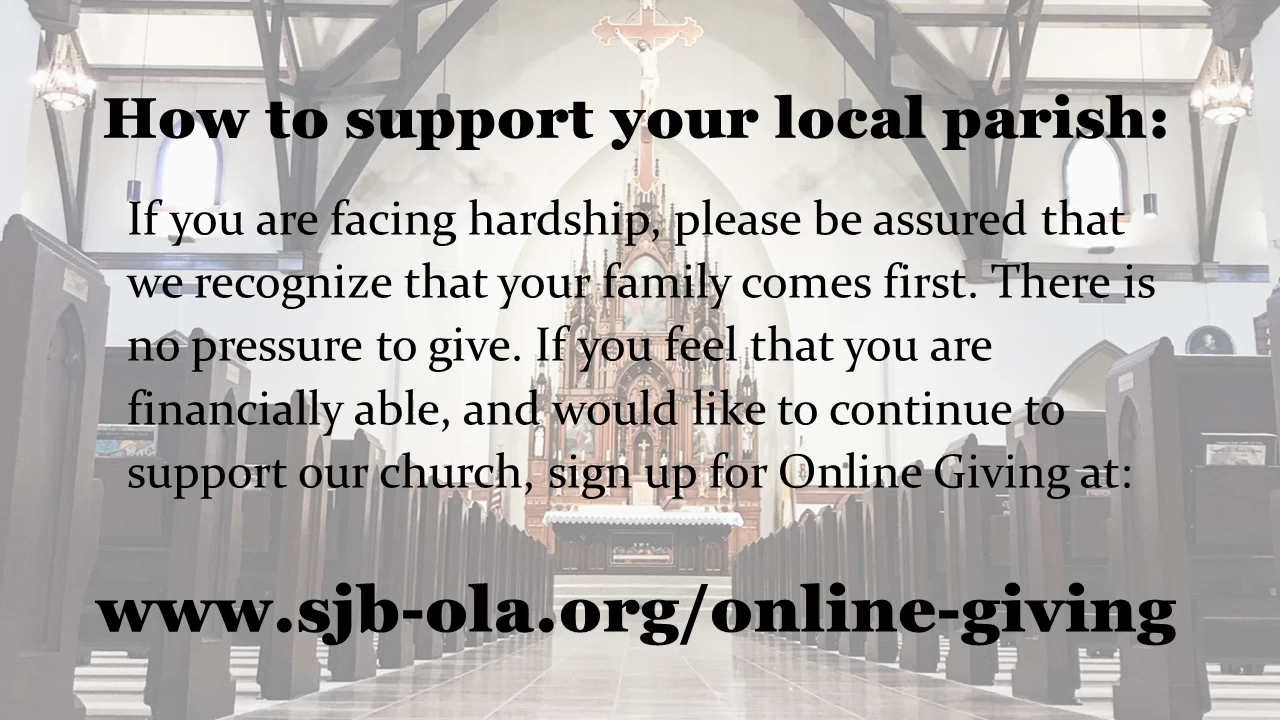 How to support your local parish:
If you are facing hardship, please be assured that
we recognize that your family comes first. There is
no pressure to give. If you feel that you are
financially able, and would like to continue to
support our church, sign up for Online Giving at:
www.sjb-ola.org/online-giving